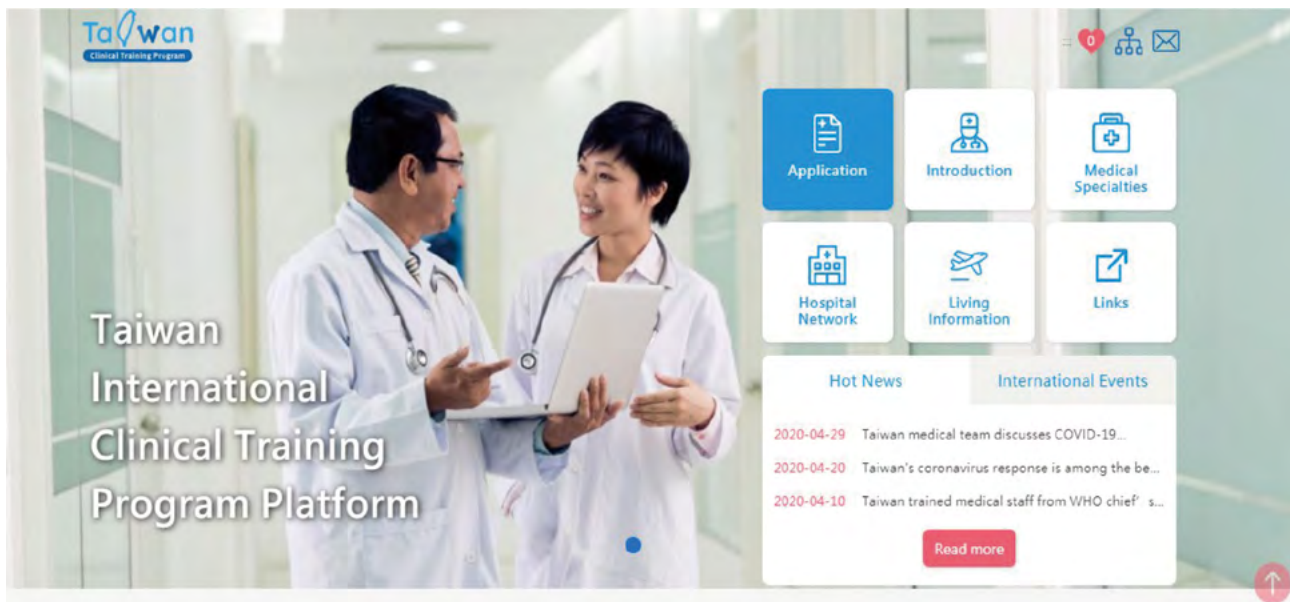 Taiwan
Clinical Training Program
0
Application
Introduction
Medical
Specialties
Hospital
Network
Living
Information
Links
Taiwan
International
Clinical Training
Program Platform
Hot News
International Events
2020-04-29 Taiwan medical team discusses COVID-19...
2020-04-20 Taiwan's coronavirus response is among the be...
2020-04-10 Taiwan trained medical staff from WHO chief’ s...
Read more